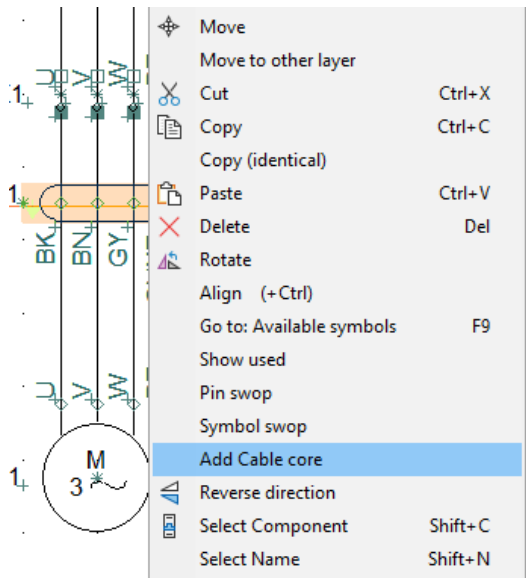 U V W
1
1
BK BN GY
U V W
M
3
1
Move
Move to other layer
Cut Ctrl+X
Copy Ctrl+C
Copy (identical)
Paste Ctrl+V
Delete Del
Rotate
Align (+Ctrl)
Go to: Available symbols F9
Show used
Pin swop
Symbol swop
Add Cable core
Reverse direction
Select Component Shift+C
Select Name Shift+N